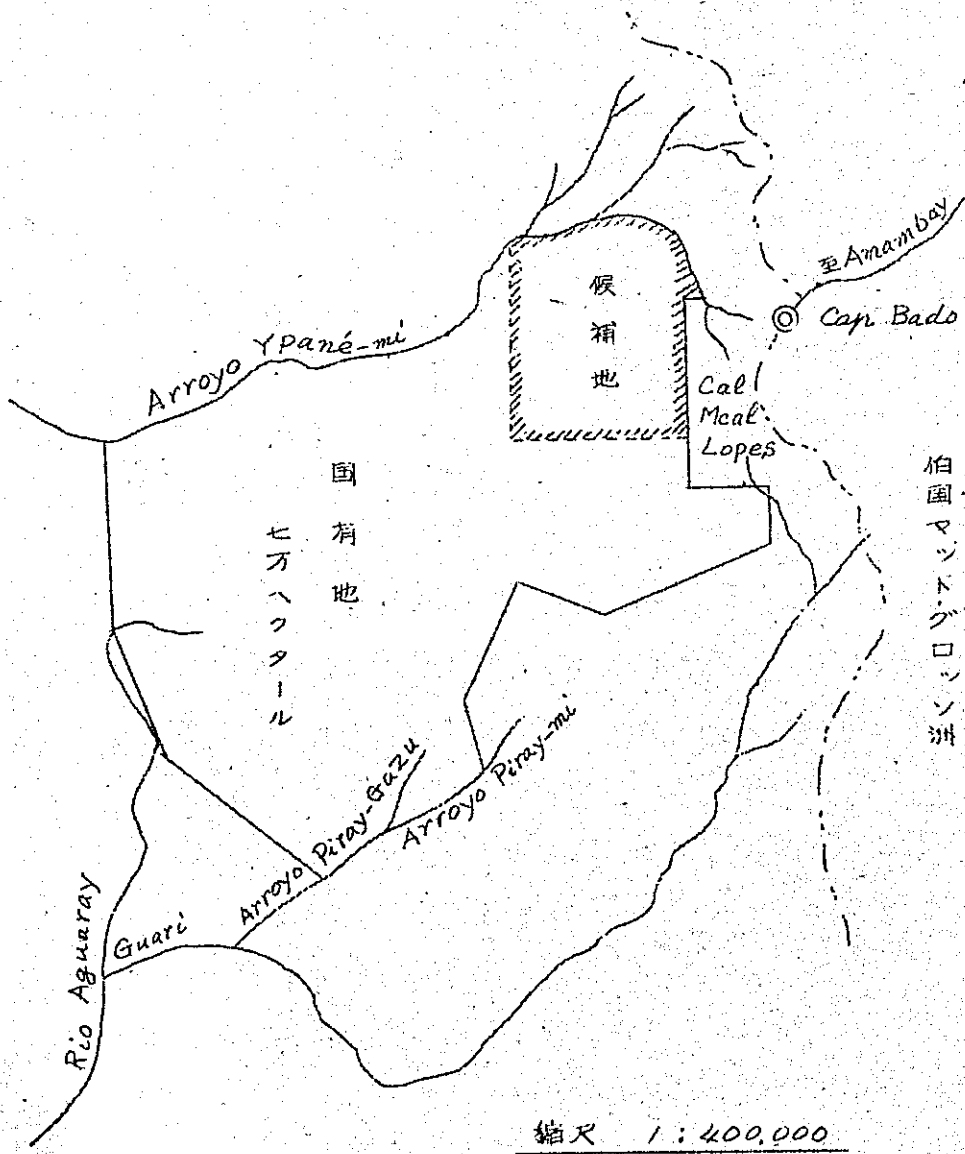 至Amambay
Cap. Bado
候補地
Arroyo YPané-mi
Cal
Mcal
Lopes
国有地
七万ヘクタール
伯国マットグロッソ洲
Arroyo Piray-Guazu
Arroyo Piray-mi
Guari
Rio Aguaray
縮尺 1:400,000